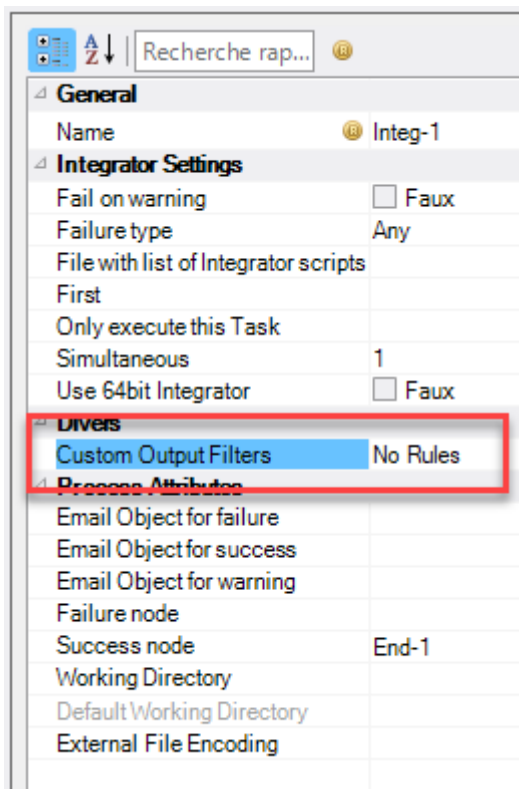 Recherche rap...
General
Name Integ-1
Integrator Settings
Fail on warning Faux
Failure type Any
File with list of Integrator scripts
First
Only execute this Task
Simultaneous 1
Use 64bit Integrator Faux
Divers
Custom Output Filters No Rules
Process Attributes
Email Object for failure
Email Object for success
Email Object for warning
Failure node
Success node End-1
Working Directory
Default Working Directory
External File Encoding